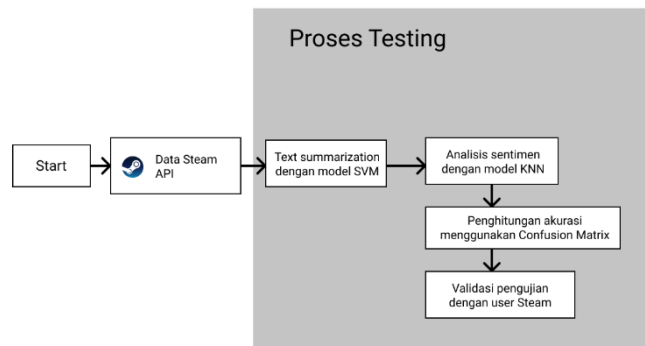 Proses Testing
Start
Data Steam
API
Text summarization
dengan model SVM
Analisis sentimen
dengan model KNN
Penghitungan akurasi
menggunakan Confusion Matrix
Validasi pengujian
dengan user Steam